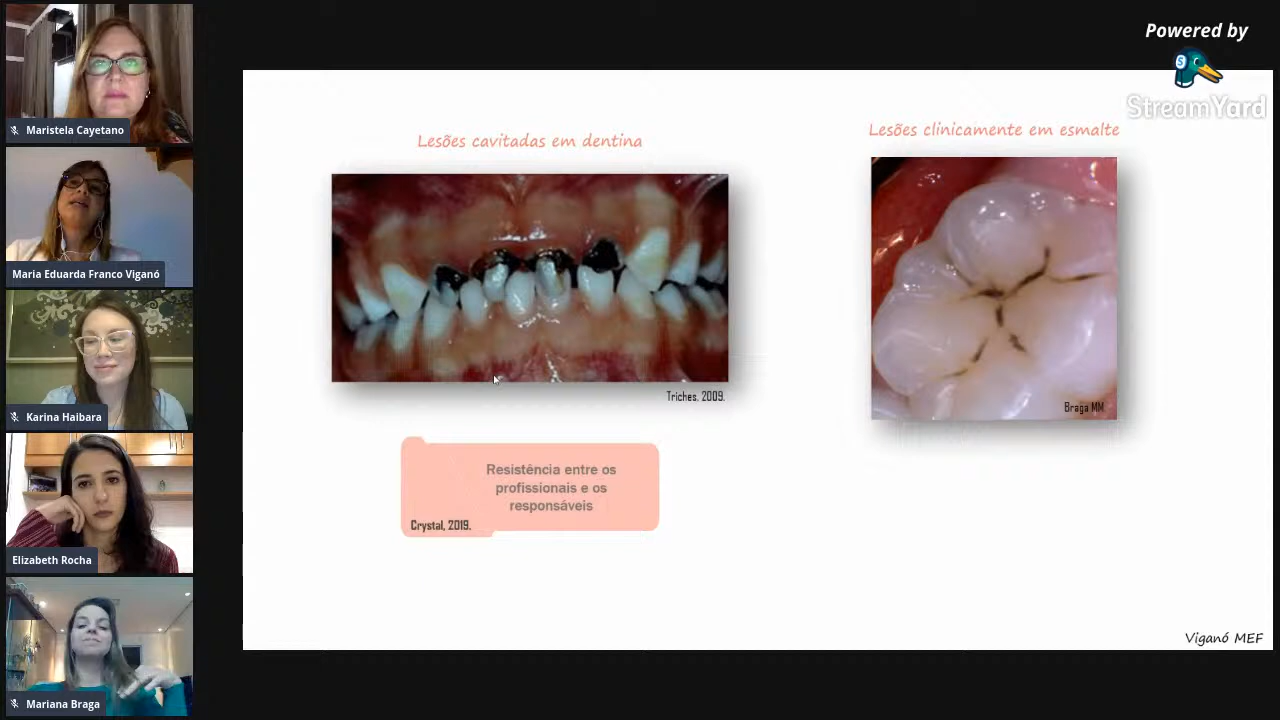 Maristela Cayetano
Maria Eduarda Franco Viganó
Karina Haibara
Elizabeth Rocha
Mariana Braga
Powered by
StreamYard
Lesões cavitadas em dentina
Triches. 2009.
Resistência entre os
profissionais e os
responsáveis
Crystal, 2019.
Lesões clinicamente em esmalte
Braga MM
Viganó MEF